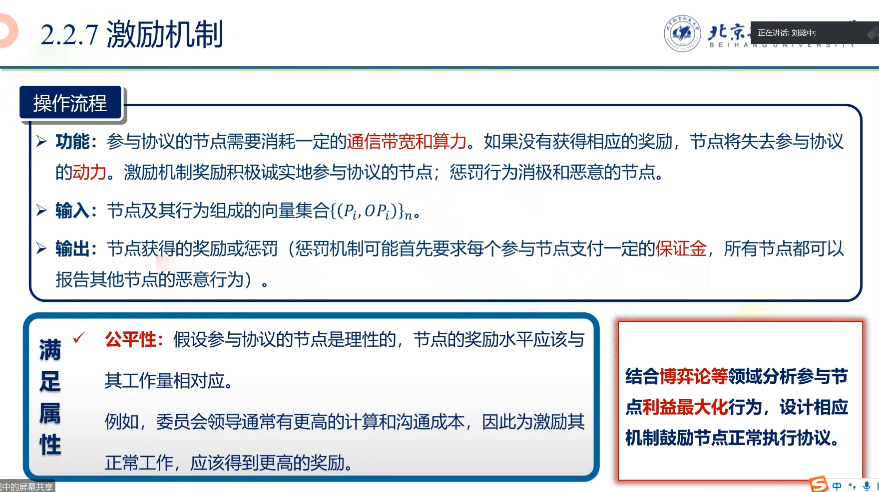 2.2.7 激励机制
北京
BEIHANG UNIVERSITY
正在讲话: 刘懿中;
操作流程
➢ 功能：参与协议的节点需要消耗一定的通信带宽和算力。如果没有获得相应的奖励，节点将失去参与协议
的动力。激励机制奖励积极诚实地参与协议的节点；惩罚行为消极和恶意的节点。
➢ 输入：节点及其行为组成的向量集合{(Pᵢ, OPᵢ)}ₙ。
➢ 输出：节点获得的奖励或惩罚（惩罚机制可能首先要求每个参与节点支付一定的保证金，所有节点都可以
报告其他节点的恶意行为）。
满足属性
✓ 公平性：假设参与协议的节点是理性的，节点的奖励水平应该与
其工作量相对应。
例如，委员会领导通常有更高的计算和沟通成本，因此为激励其
正常工作，应该得到更高的奖励。
结合博弈论等领域分析参与节
点利益最大化行为，设计相应
机制鼓励节点正常执行协议。
中的屏幕共享
中